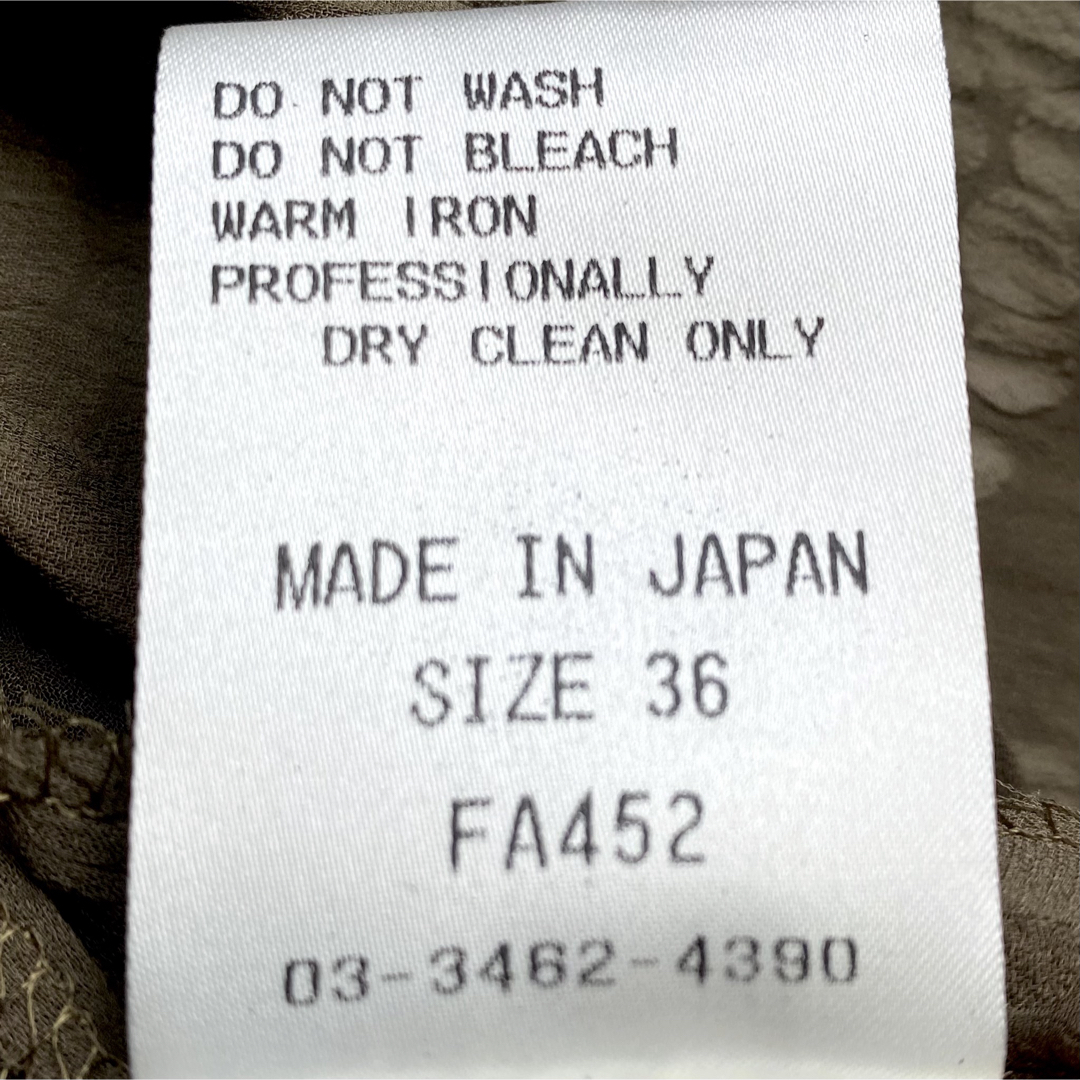 DO NOT WASH
DO NOT BLEACH
WARM IRON
PROFESSIONALLY
DRY CLEAN ONLY
MADE IN JAPAN
SIZE 36
FA452
03-3462-4390